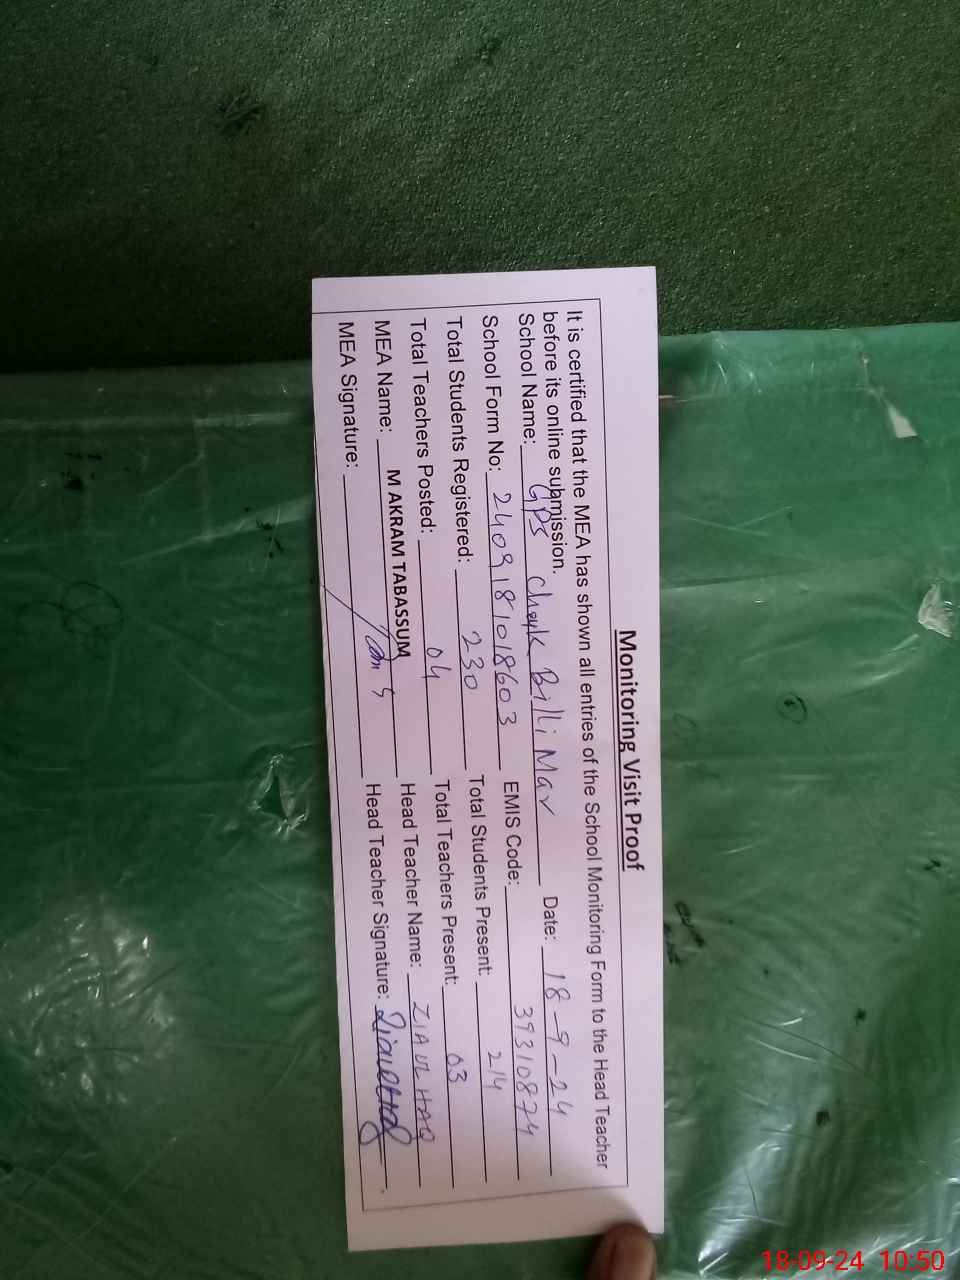 Monitoring Visit Proof
It is certified that the MEA has shown all entries of the School Monitoring Form to the Head Teacher
before its online submission.
School Name: GPS Chayk Billi Mar Date: 18-9-24
School Form No: 2409181018603 EMIS Code: 39310874
Total Students Registered: 230 Total Students Present: 214
Total Teachers Posted: 04 Total Teachers Present: 03
MEA Name: M AKRAM TABASSUM Head Teacher Name: ZIA UL HAQ
MEA Signature: Head Teacher Signature: Ziaulhaq
18-09-24 10:50